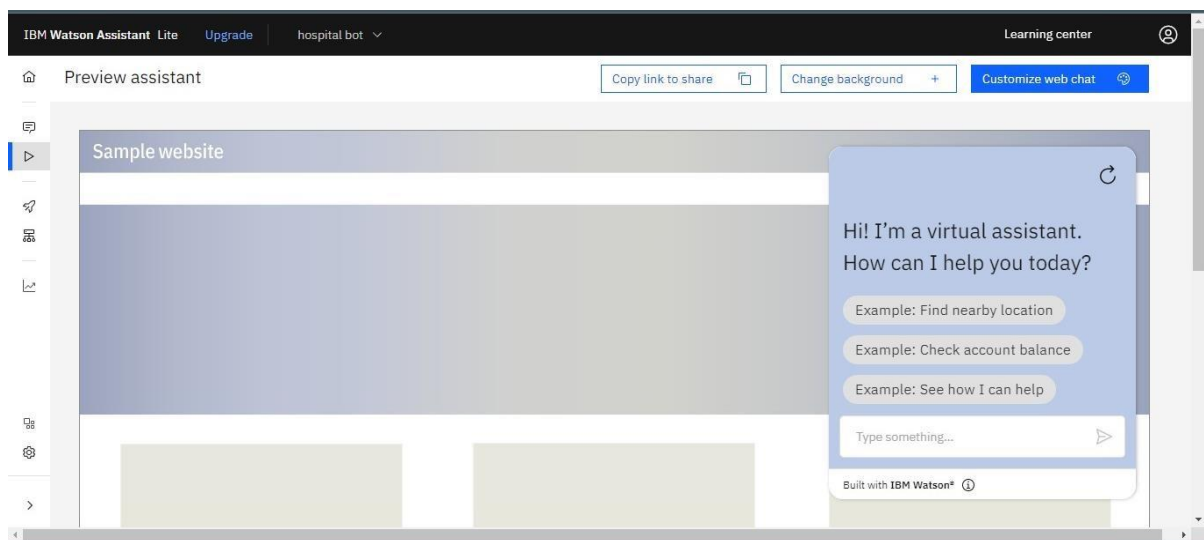 IBM Watson Assistant Lite Upgrade hospital bot Learning center
Preview assistant Copy link to share Change background + Customize web chat
Sample website
Hi! I'm a virtual assistant.
How can I help you today?
Example: Find nearby location
Example: Check account balance
Example: See how I can help
Type something...
Built with IBM Watson®